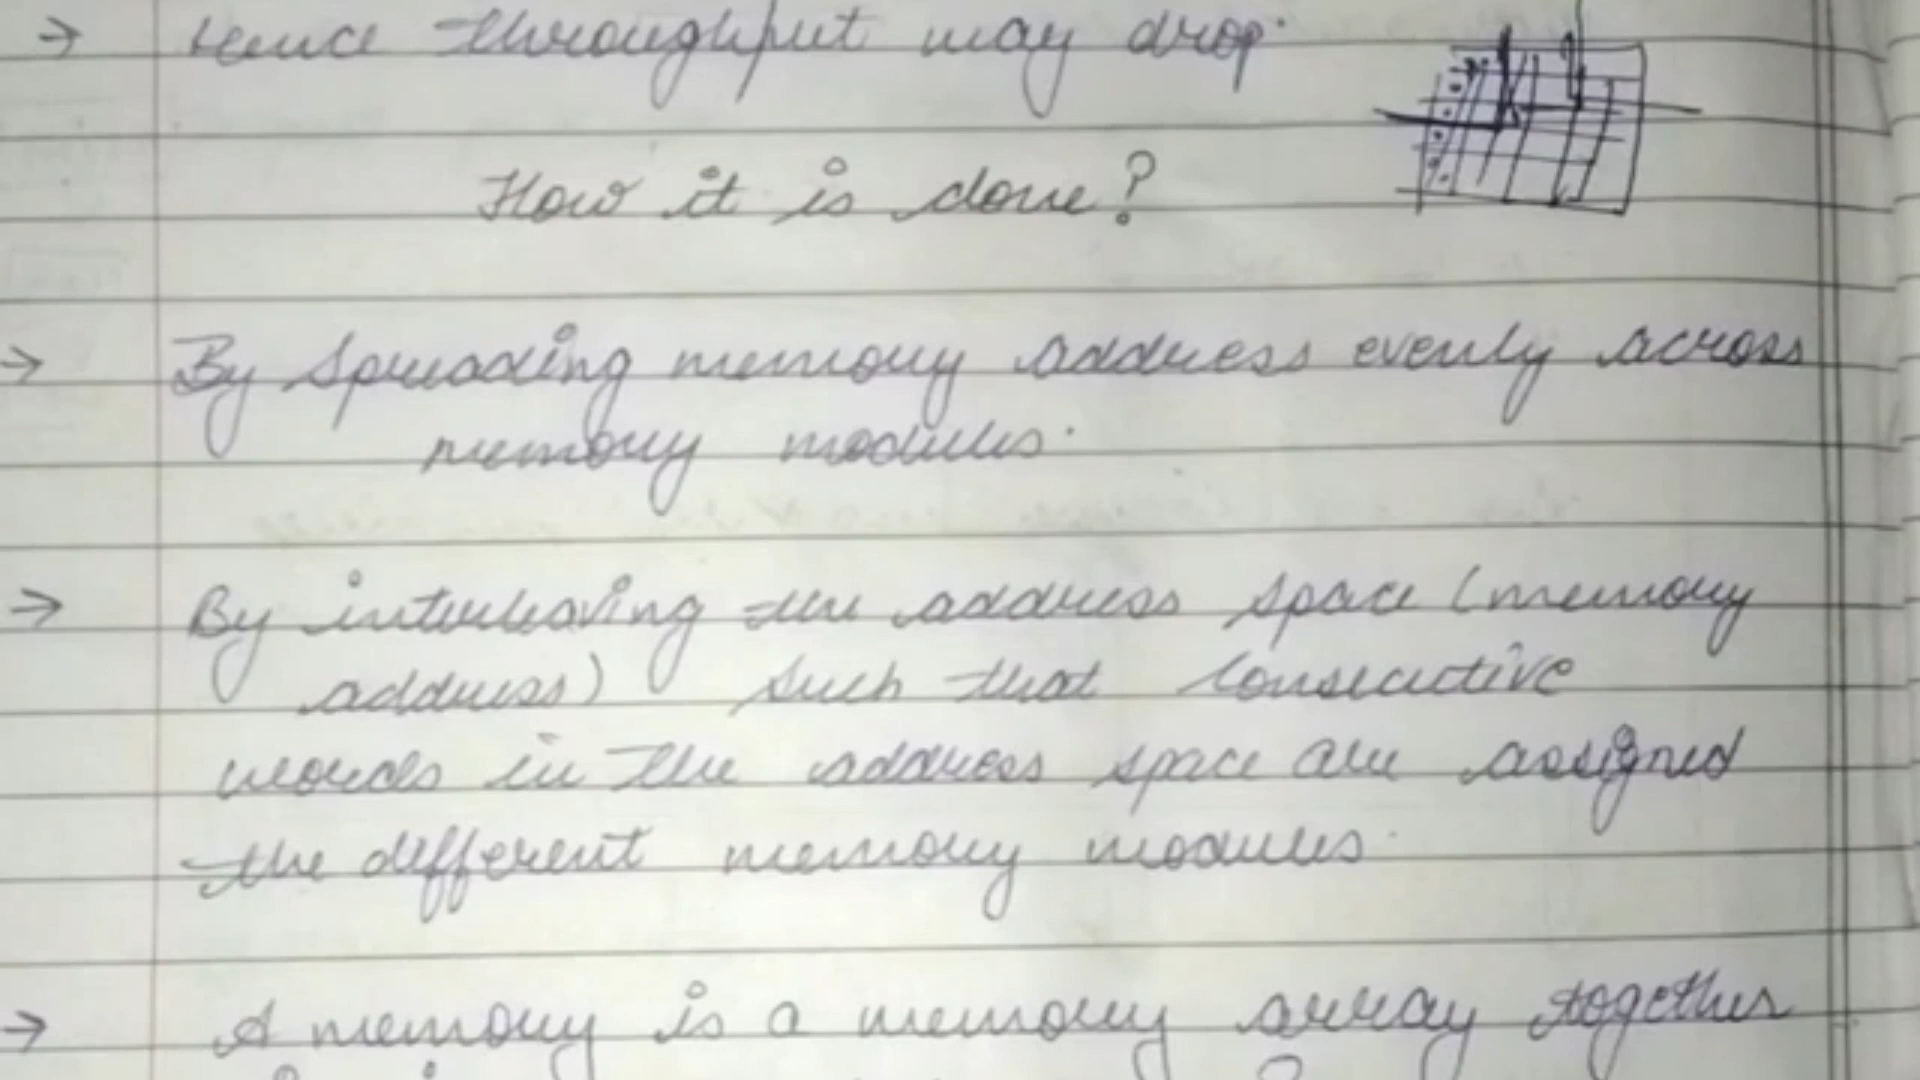 → Hence throughput may drop.
How it is done?
→ By spreading memory address evenly across
memory modules.
→ By interleaving the address space (memory
address) such that consecutive
words in the address space are assigned
the different memory modules.
→ A memory is a memory array together